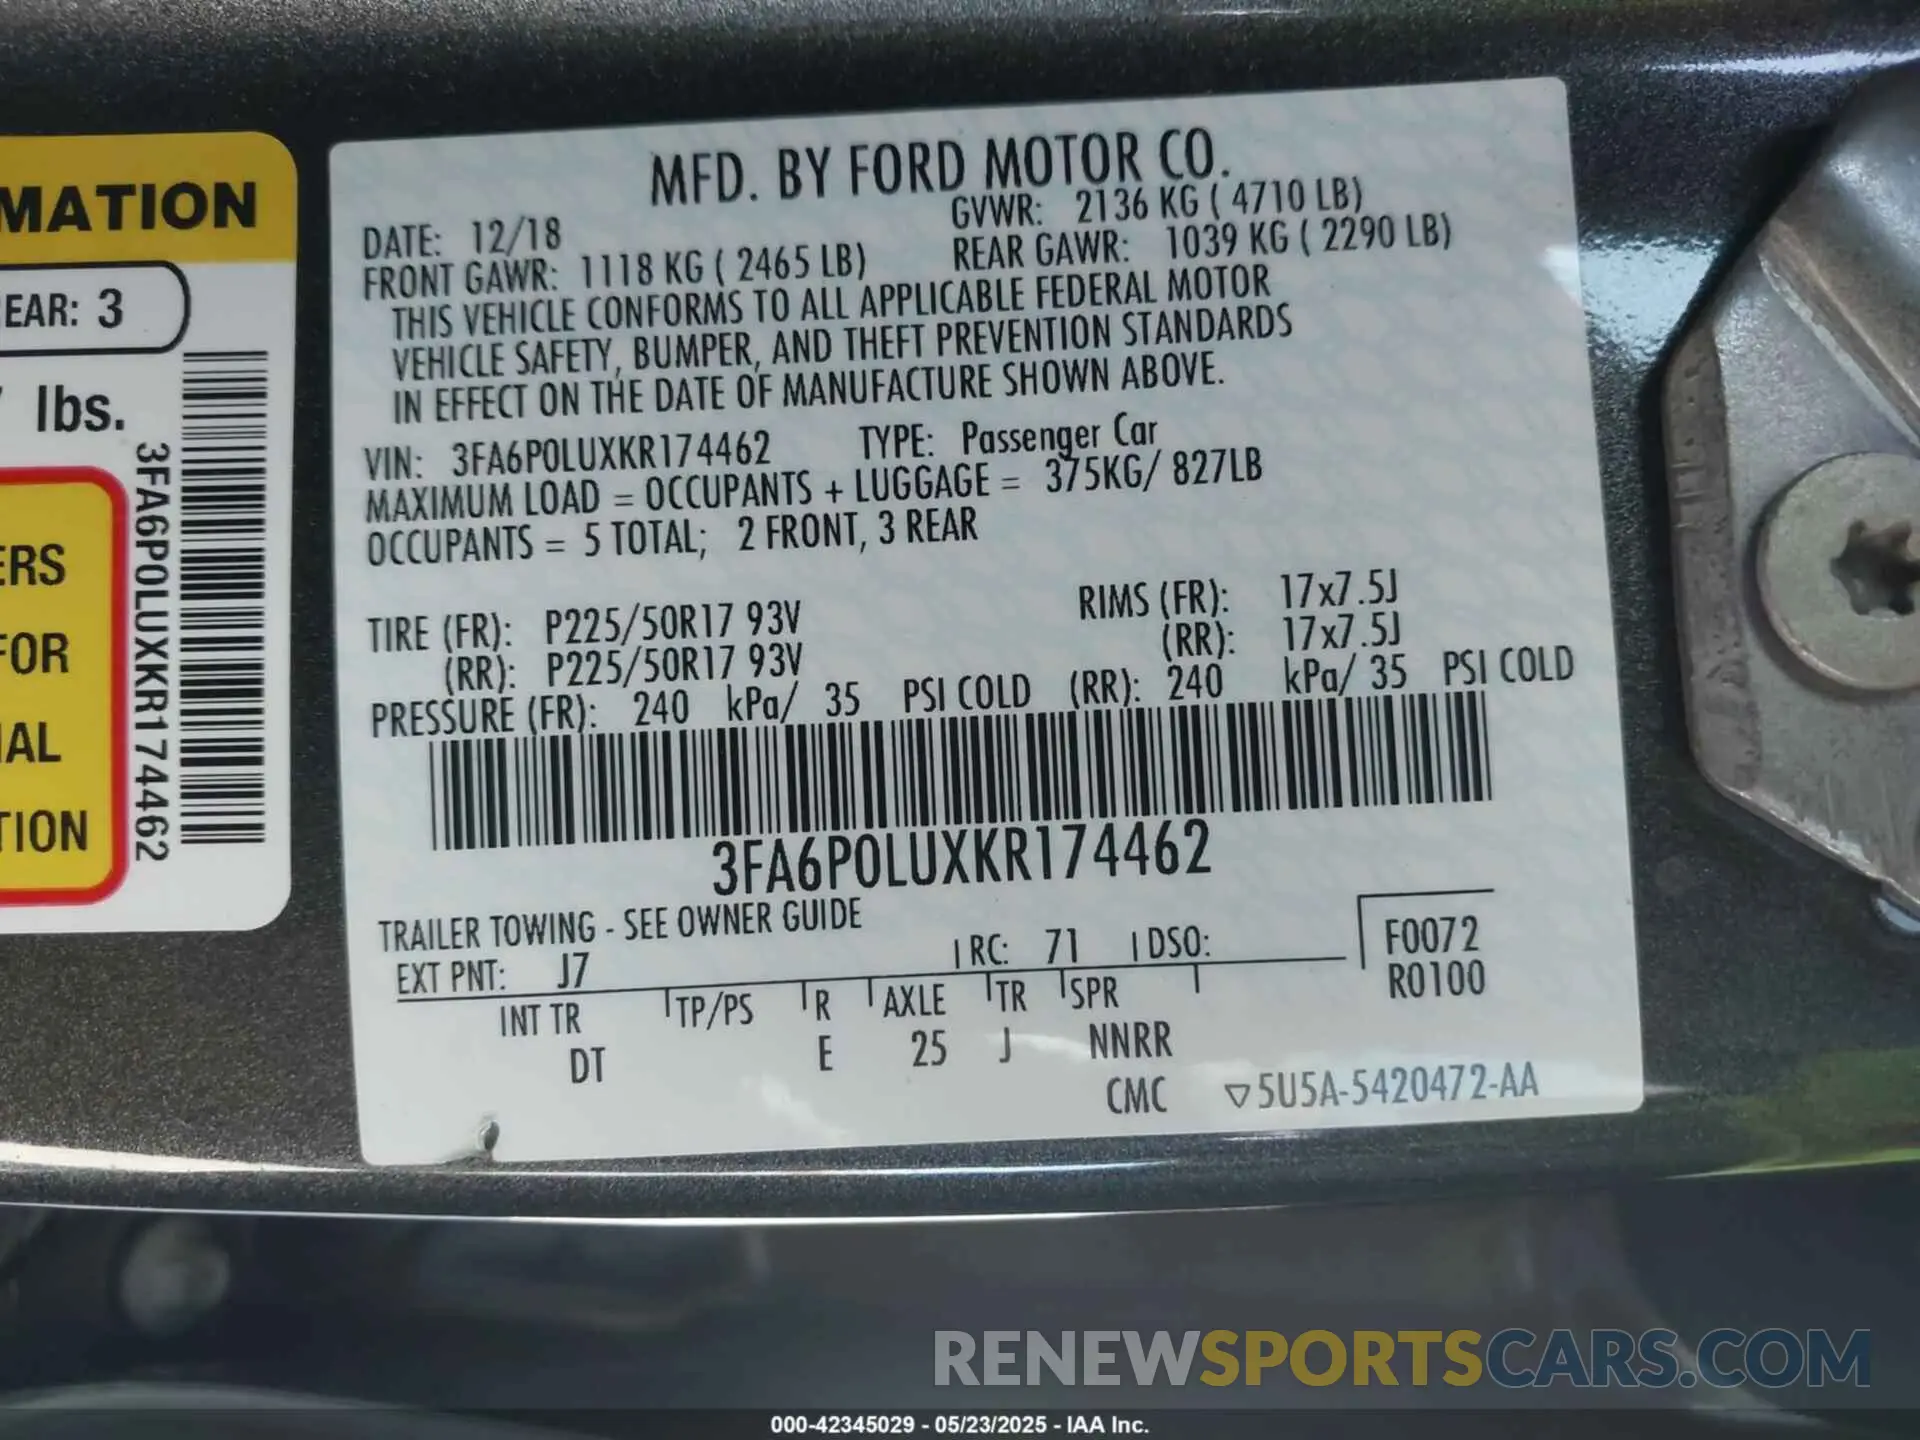 MATION
EAR: 3
lbs.
ERS
FOR
IAL
TION
3FA6P0LUXKR174462
MFD. BY FORD MOTOR CO.
DATE: 12/18 GVWR: 2136 KG ( 4710 LB)
FRONT GAWR: 1118 KG ( 2465 LB) REAR GAWR: 1039 KG ( 2290 LB)
THIS VEHICLE CONFORMS TO ALL APPLICABLE FEDERAL MOTOR
VEHICLE SAFETY, BUMPER, AND THEFT PREVENTION STANDARDS
IN EFFECT ON THE DATE OF MANUFACTURE SHOWN ABOVE.
VIN: 3FA6P0LUXKR174462 TYPE: Passenger Car
MAXIMUM LOAD = OCCUPANTS + LUGGAGE = 375KG/ 827LB
OCCUPANTS = 5 TOTAL; 2 FRONT, 3 REAR
TIRE (FR): P225/50R17 93V RIMS (FR): 17x7.5J
(RR): P225/50R17 93V (RR): 17x7.5J
PRESSURE (FR): 240 kPa/ 35 PSI COLD (RR): 240 kPa/ 35 PSI COLD
3FA6P0LUXKR174462
TRAILER TOWING - SEE OWNER GUIDE
EXT PNT: J7 RC: 71 DSO: F0072
R0100
INT TR TP/PS R AXLE TR SPR
DT E 25 J NNRR
CMC ▽5U5A-5420472-AA
RENEWSPORTSCARS.COM
000-42345029 - 05/23/2025 - IAA Inc.